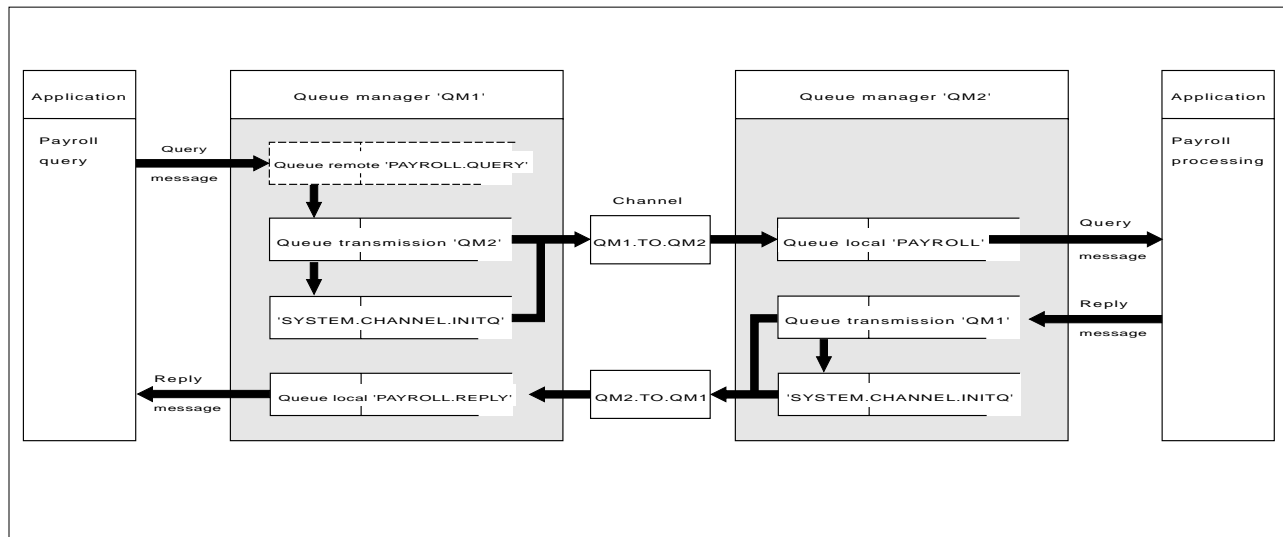 Application
Queue manager 'QM1'
Queue manager 'QM2'
Application
Payroll
query
Query
message
Queue remote 'PAYROLL.QUERY'
Payroll
processing
Channel
Queue transmission 'QM2'
QM1.TO.QM2
Queue local 'PAYROLL'
Query
message
'SYSTEM.CHANNEL.INITQ'
Queue transmission 'QM1'
Reply
message
Reply
message
Queue local 'PAYROLL.REPLY'
QM2.TO.QM1
'SYSTEM.CHANNEL.INITQ'